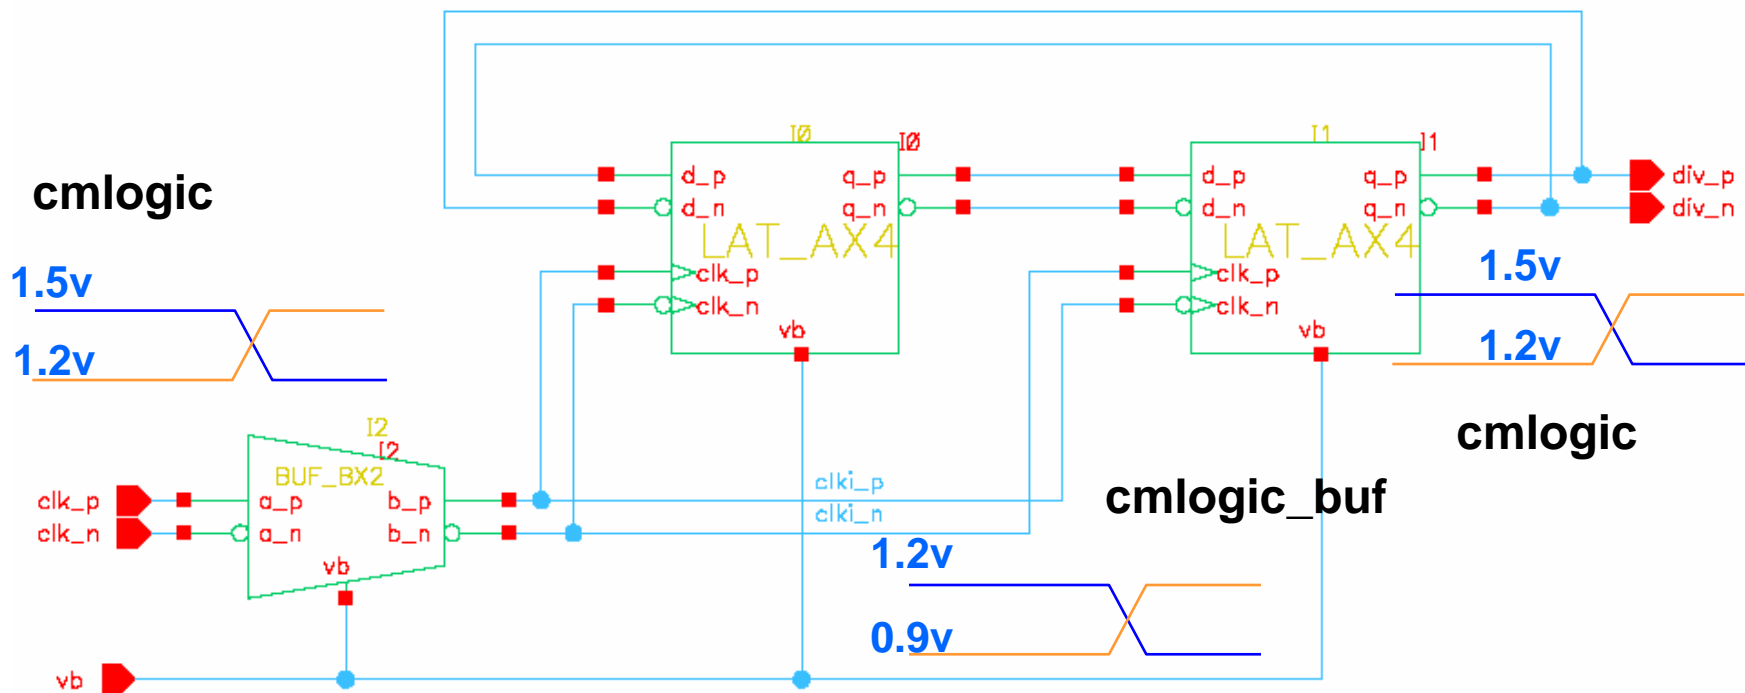 I0
I0
I1
I1
d_p
q_p
d_p
q_p
div_p
cmlogic
d_n
q_n
d_n
q_n
div_n
LAT_AX4
LAT_AX4
1.5v
clk_p
clk_p
1.5v
clk_n
clk_n
vb
vb
1.2v
1.2v
I2
I2
cmlogic
BUF_BX2
clki_p
cmlogic_buf
clk_p
a_p
b_p
clki_n
clk_n
a_n
b_n
1.2v
vb
0.9v
vb